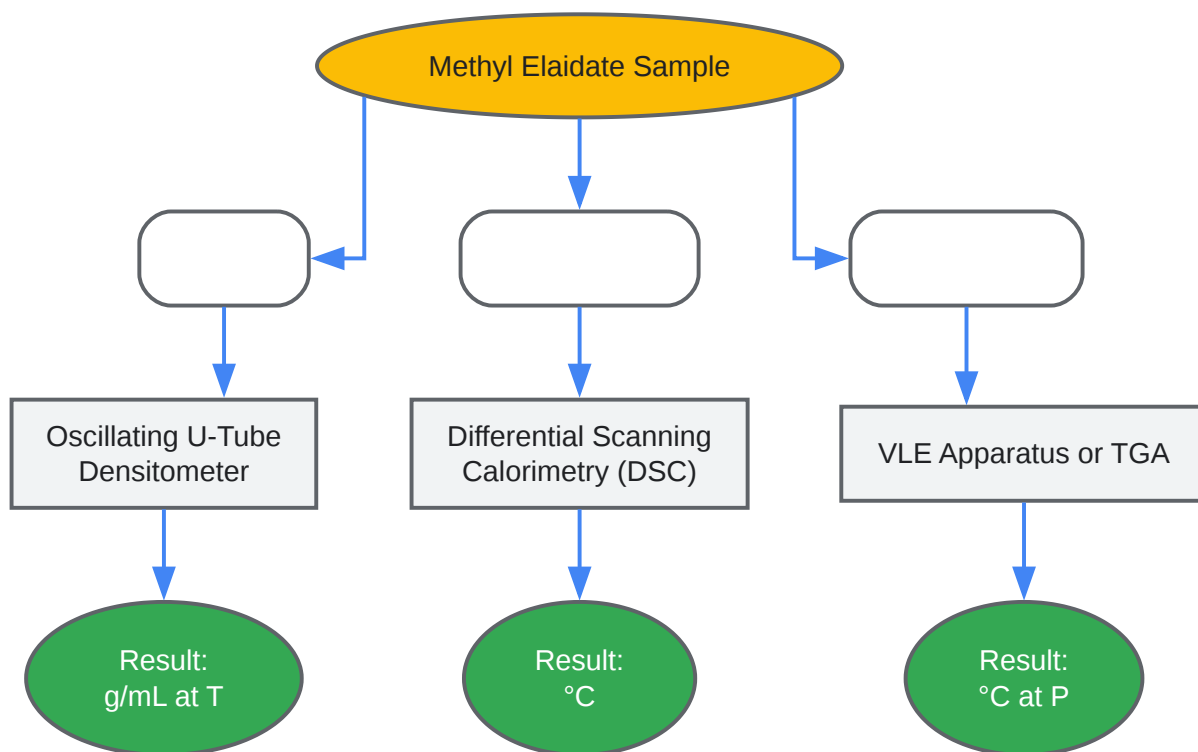 Methyl Elaidate Sample
Oscillating U-Tube
Densitometer
Differential Scanning
Calorimetry (DSC)
VLE Apparatus or TGA
Result:
g/mL at T
Result:
°C
Result:
°C at P